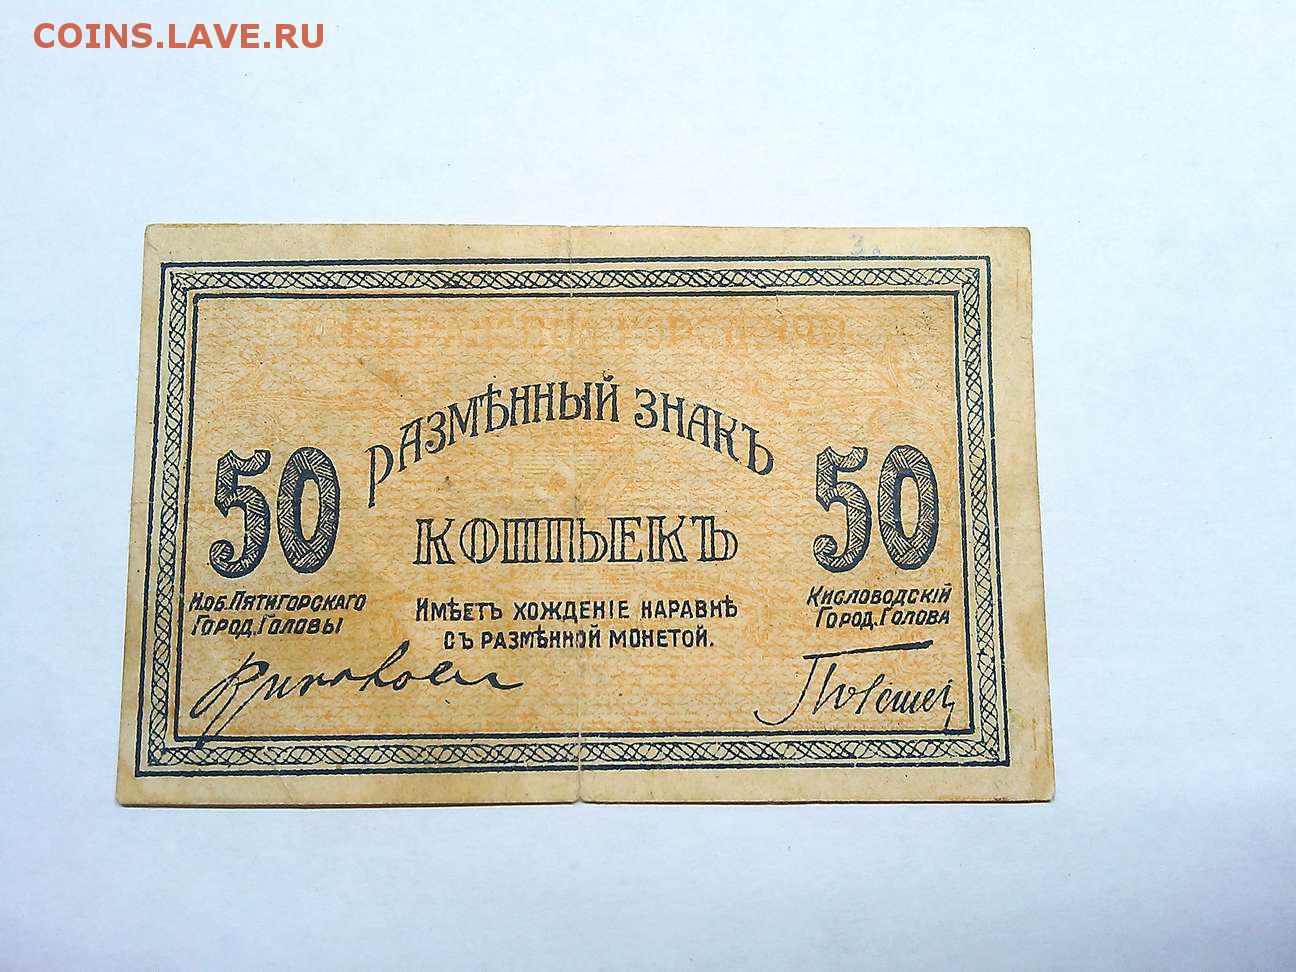 COINS.LAVE.RU
3
РАЗМѢННЫЙ ЗНАКЪ
50 КОПѢЕКЪ 50
И.об.Пятигорскаго
Город.Головы
Имѣетъ хожденіе наравнѣ
съ размѣнной монетой.
Кисловодскій
Город.Голова